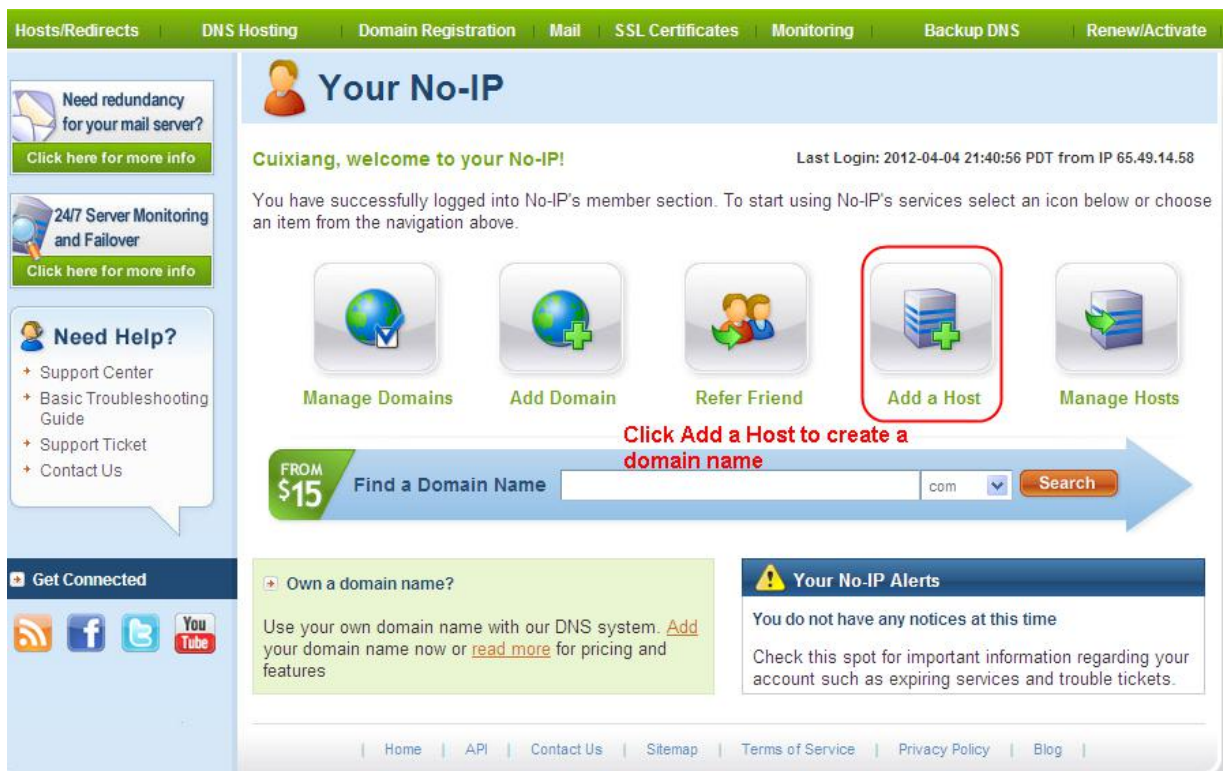 Hosts/Redirects DNS Hosting Domain Registration Mail SSL Certificates Monitoring Backup DNS Renew/Activate
Need redundancy
for your mail server?
Click here for more info
24/7 Server Monitoring
and Failover
Click here for more info
Need Help?
Support Center
Basic Troubleshooting
Guide
Support Ticket
Contact Us
Get Connected
You
Tube
Your No-IP
Cuixiang, welcome to your No-IP! Last Login: 2012-04-04 21:40:56 PDT from IP 65.49.14.58
You have successfully logged into No-IP's member section. To start using No-IP's services select an icon below or choose
an item from the navigation above.
Manage Domains Add Domain Refer Friend Add a Host Manage Hosts
Click Add a Host to create a
domain name
FROM
$15
Find a Domain Name com Search
Own a domain name?
Use your own domain name with our DNS system. Add
your domain name now or read more for pricing and
features
Your No-IP Alerts
You do not have any notices at this time
Check this spot for important information regarding your
account such as expiring services and trouble tickets.
| Home | API | Contact Us | Sitemap | Terms of Service | Privacy Policy | Blog |